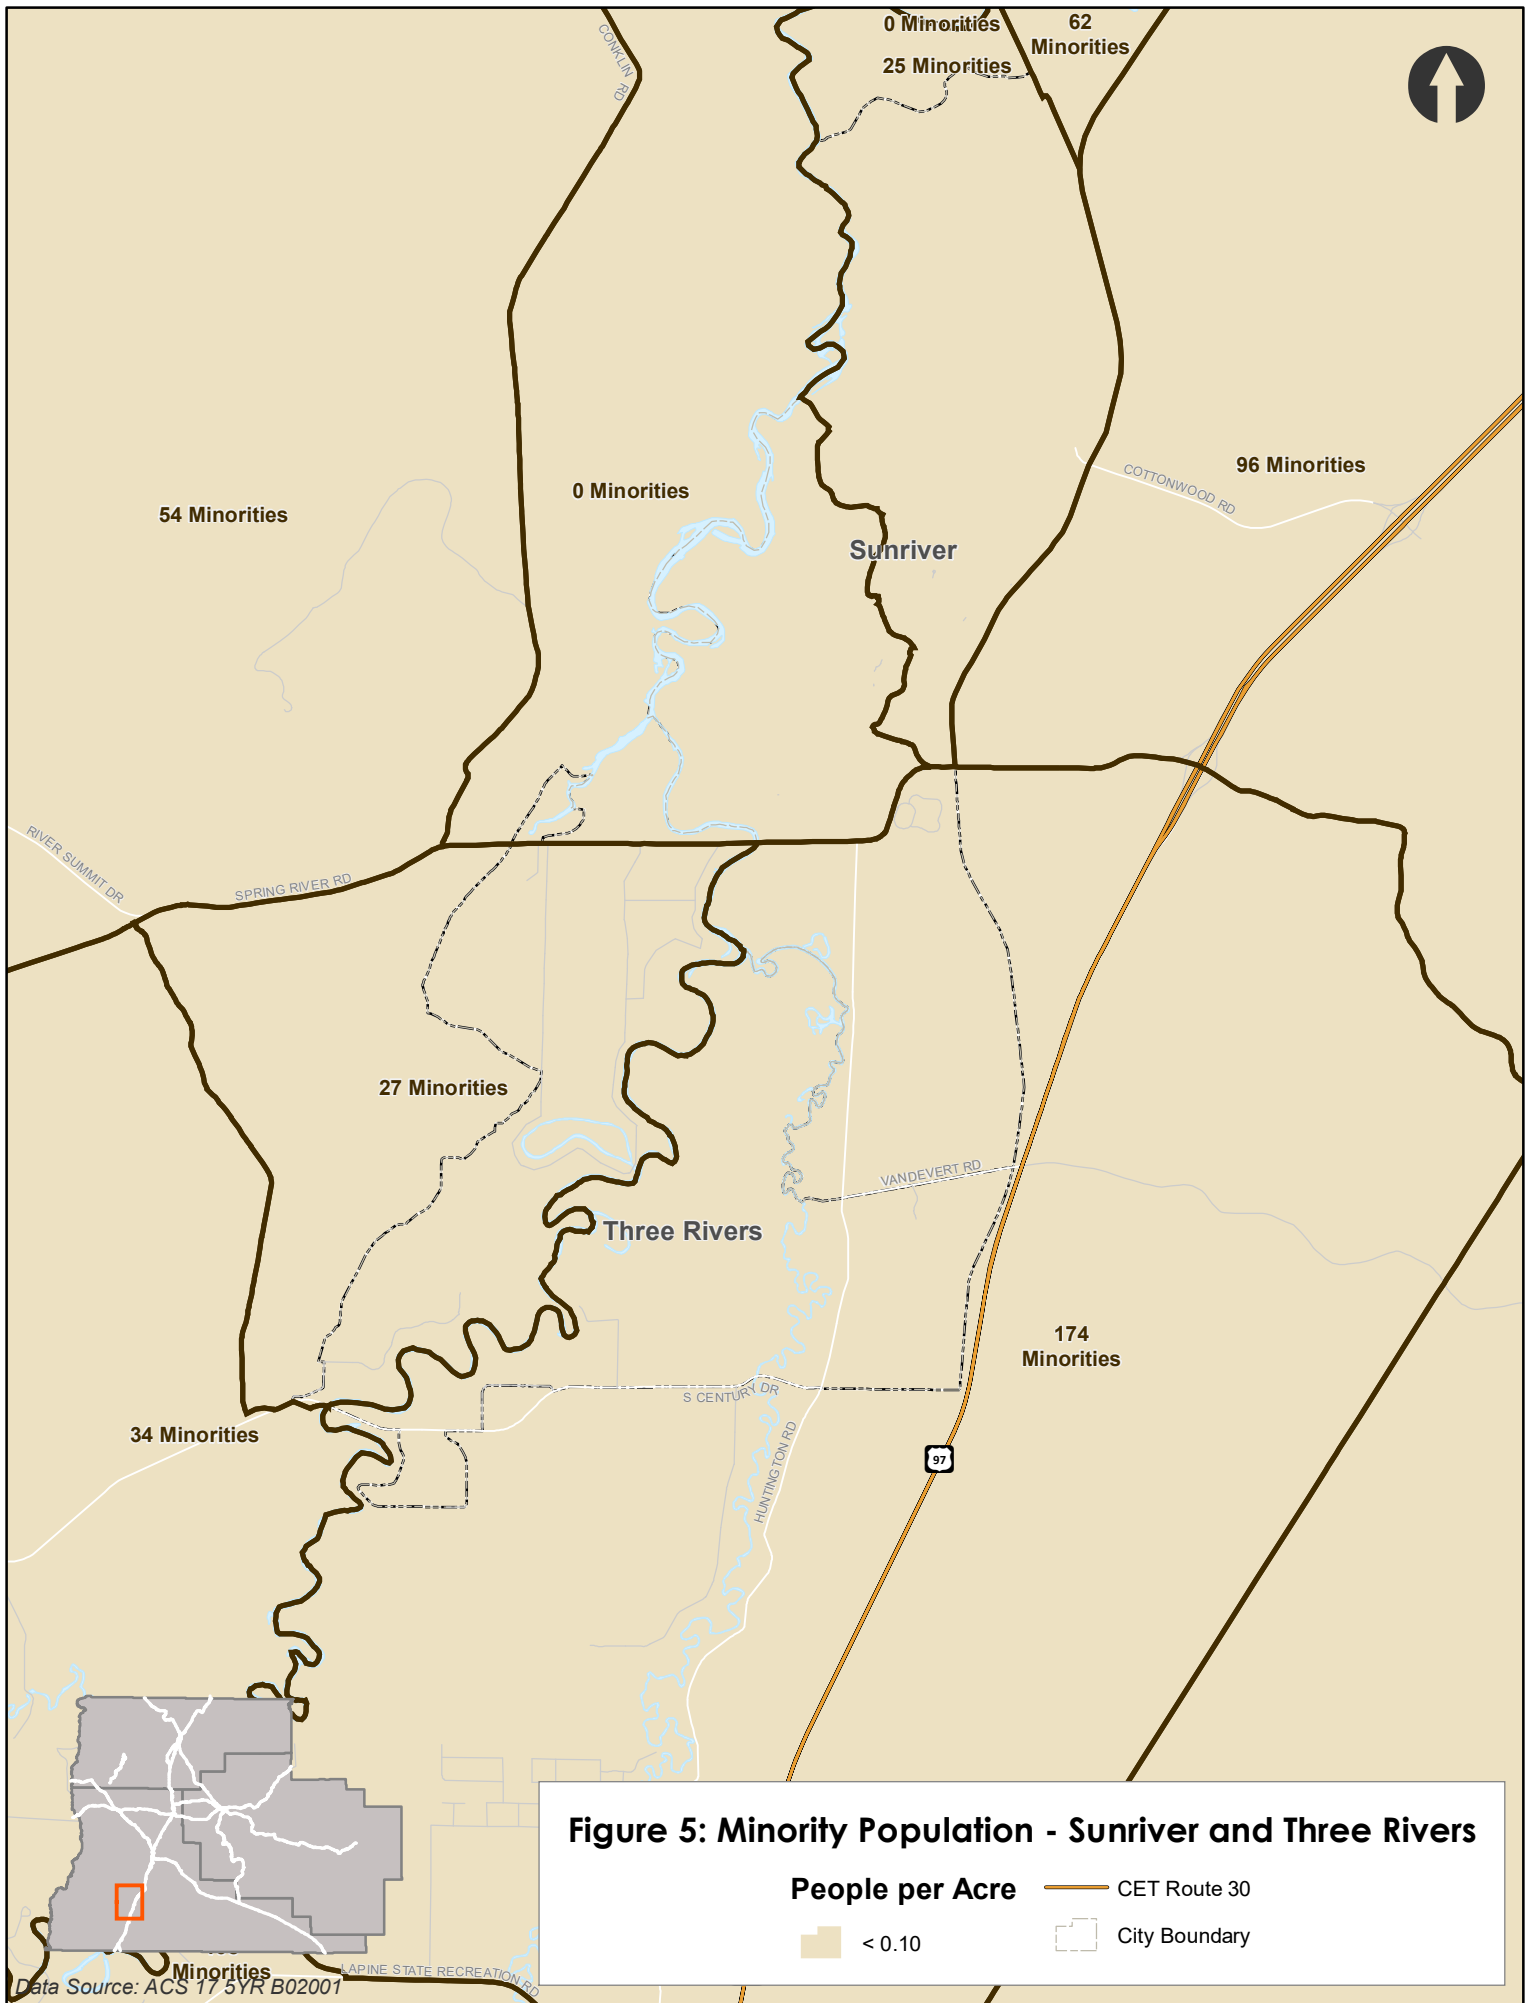 0 Minorities
62
Minorities
25 Minorities
CONKLIN RD
96 Minorities
COTTONWOOD RD
0 Minorities
54 Minorities
Sunriver
RIVER SUMMIT DR
SPRING RIVER RD
27 Minorities
VANDEVERT RD
Three Rivers
174
Minorities
S CENTURY DR
34 Minorities
HUNTINGTON RD
97
Figure 5: Minority Population - Sunriver and Three Rivers
People per Acre
CET Route 30
< 0.10
City Boundary
Minorities
LAPINE STATE RECREATION RD
Data Source: ACS 17 5YR B02001